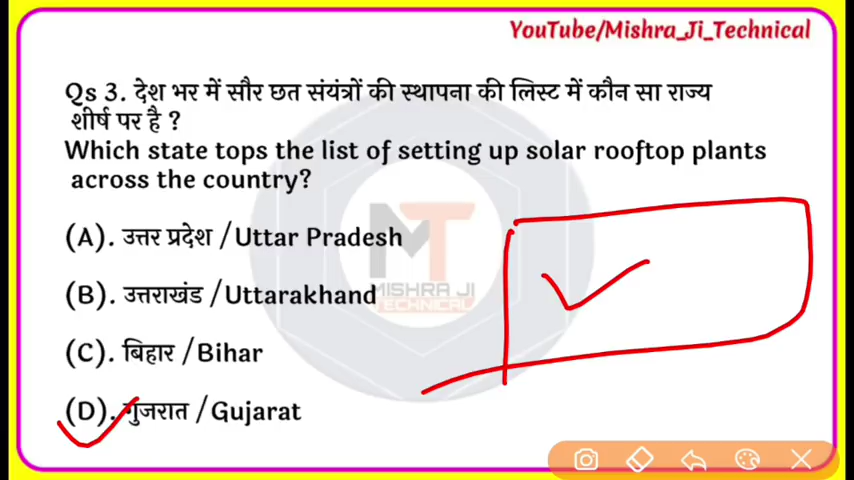 YouTube/Mishra_Ji_Technical
Qs 3. देश भर में सौर छत संयंत्रों की स्थापना की लिस्ट में कौन सा राज्य
शीर्ष पर है ?
Which state tops the list of setting up solar rooftop plants
across the country?
(A). उत्तर प्रदेश /Uttar Pradesh
(B). उत्तराखंड /Uttarakhand
(C). बिहार /Bihar
(D). गुजरात /Gujarat
MT
MISHRA JI
TECHNICAL